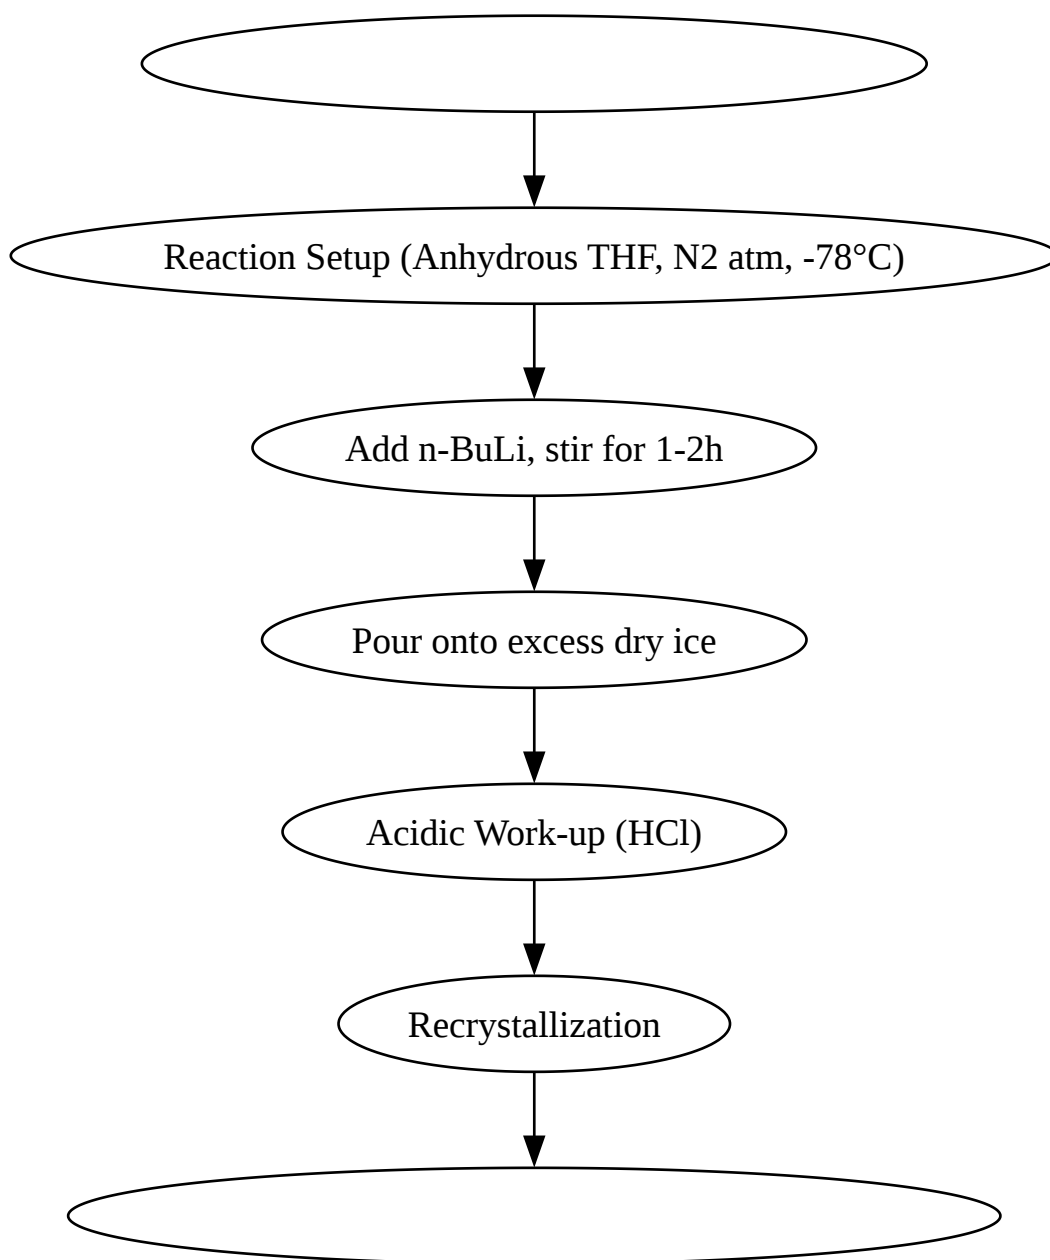 Reaction Setup (Anhydrous THF, N2 atm, -78°C)
Add n-BuLi, stir for 1-2h
Pour onto excess dry ice
Acidic Work-up (HCl)
Recrystallization